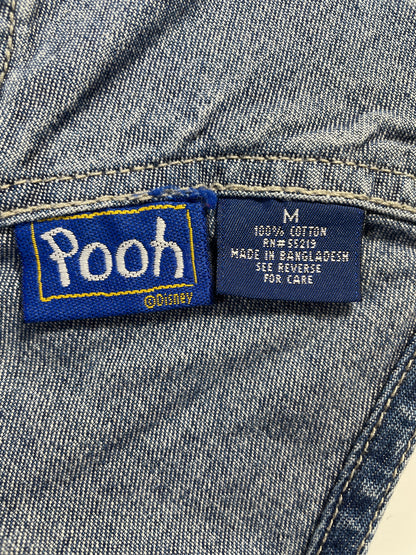 Pooh
©Disney
M
100% COTTON
RN#55219
MADE IN BANGLADESH
SEE REVERSE
FOR CARE